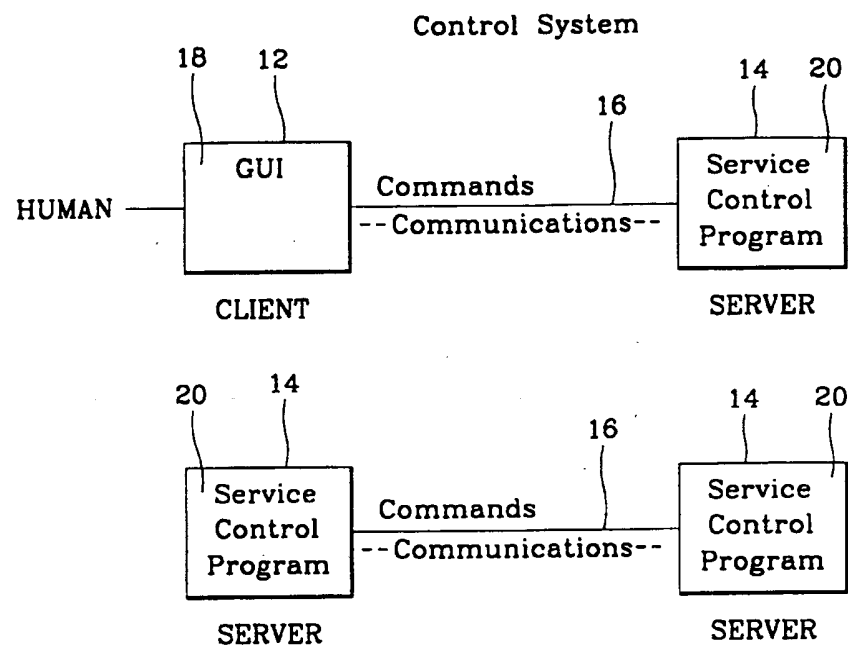 Control System
18 12 14 20
16
GUI
HUMAN
Commands
--Communications--
Service
Control
Program
CLIENT
SERVER
20 14 14 20
16
Service
Control
Program
Commands
--Communications--
Service
Control
Program
SERVER
SERVER